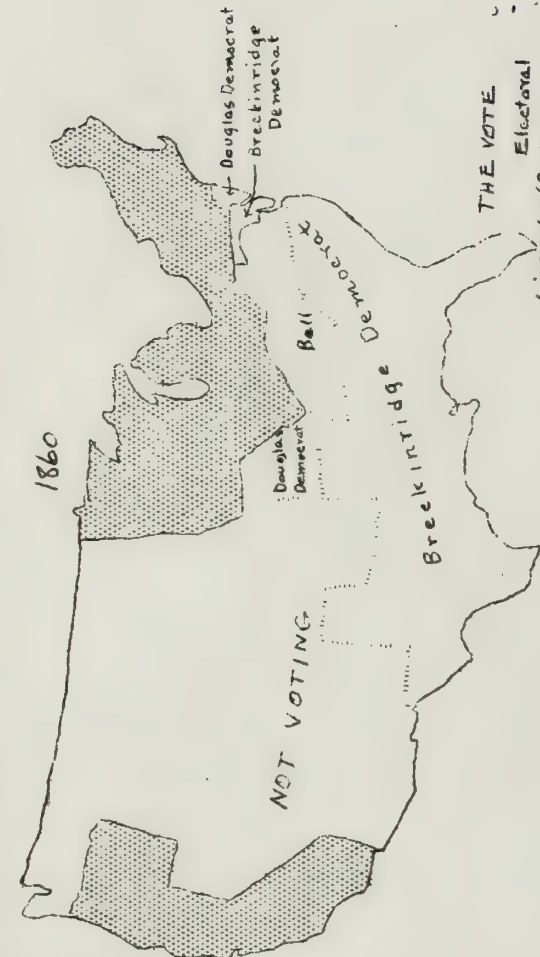 1860
Douglas Democrat
Breckinridge
Democrat
Bell
Douglas
Democrat
Breckinridge Democrat
NOT VOTING
THE VOTE
Electoral